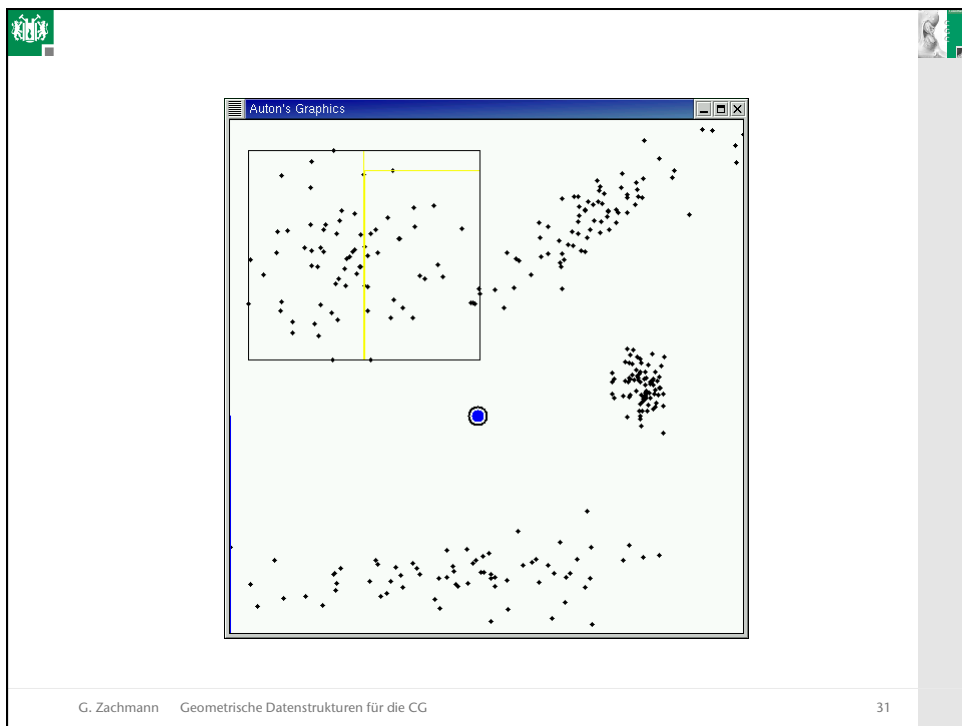 Auton's Graphics
G. Zachmann Geometrische Datenstrukturen für die CG 31